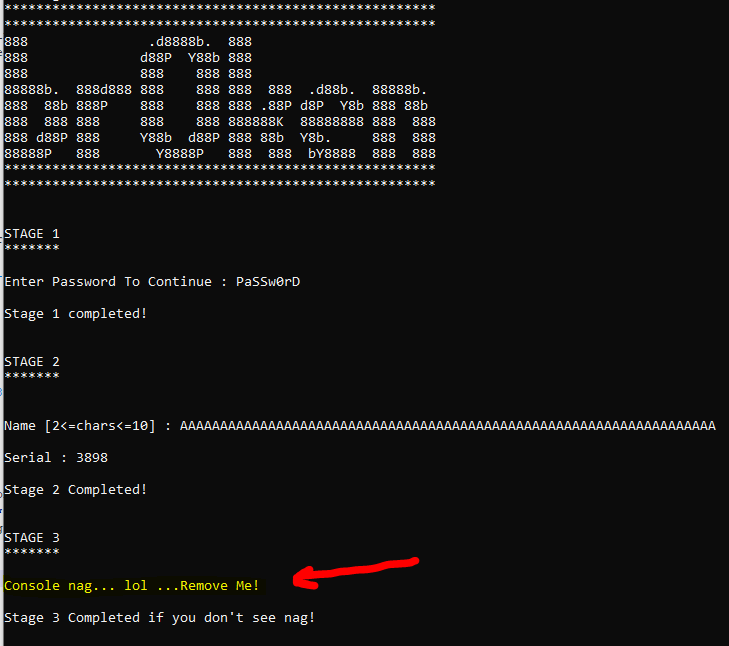 ******************************************************
******************************************************
888               .d8888b.  888
888              d88P  Y88b 888
888              888    888 888
88888b.  888d888 888    888 888  888  .d88b.  88888b.
888  88b 888P    888    888 888 .88P d8P  Y8b 888 88b
888  888 888     888    888 888888K  88888888 888  888
888 d88P 888     Y88b  d88P 888 88b  Y8b.     888  888
88888P   888       Y8888P   888  888  bY8888  888  888
******************************************************
******************************************************
STAGE 1
*******
Enter Password To Continue : PaSSw0rD
Stage 1 completed!
STAGE 2
*******
Name [2<=chars<=10] : AAAAAAAAAAAAAAAAAAAAAAAAAAAAAAAAAAAAAAAAAAAAAAAAAAAAAAAAAAAAAAAAAAA
Serial : 3898
Stage 2 Completed!
STAGE 3
*******
Console nag... lol ...Remove Me!
Stage 3 Completed if you don't see nag!